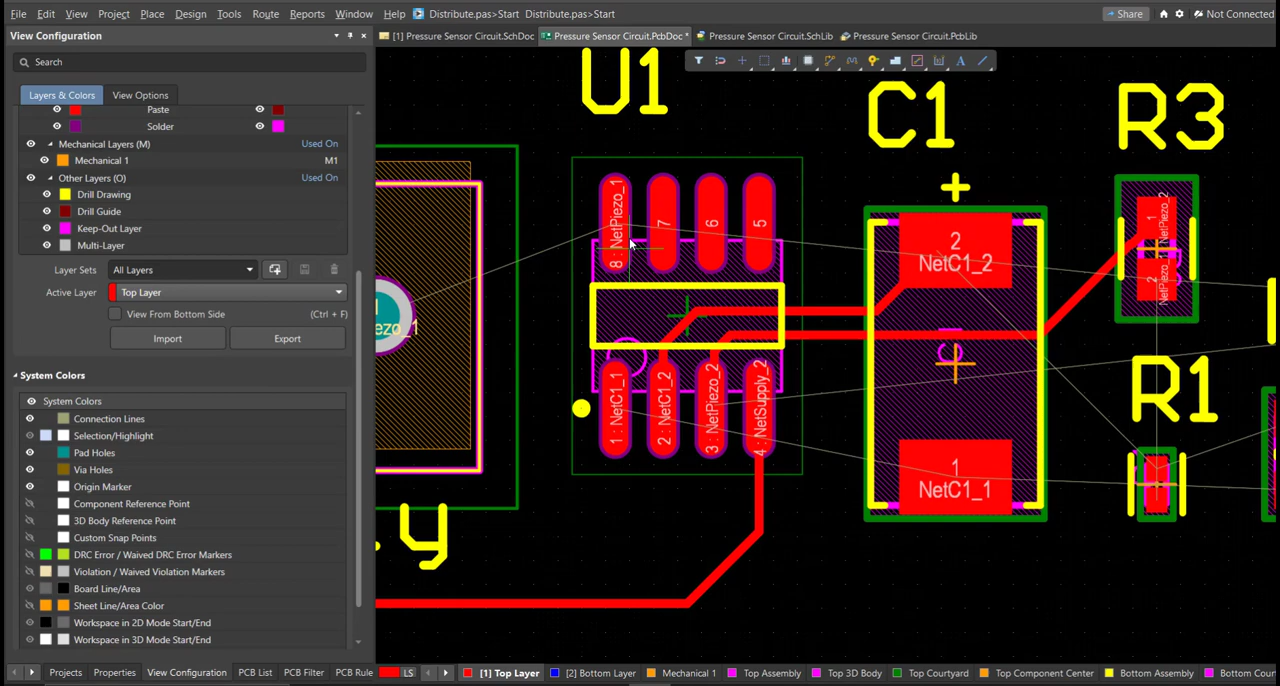 File Edit View Project Place Design Tools Route Reports Window Help Distribute.pas>Start Distribute.pas>Start Share Not Connected
View Configuration
[1] Pressure Sensor Circuit.SchDoc Pressure Sensor Circuit.PcbDoc * Pressure Sensor Circuit.SchLib Pressure Sensor Circuit.PcbLib
Search
Layers & Colors View Options
Paste
Solder
Mechanical Layers (M) Used On
Mechanical 1 M1
Other Layers (O) Used On
Drill Drawing
Drill Guide
Keep-Out Layer
Multi-Layer
Layer Sets All Layers
Active Layer Top Layer
View From Bottom Side (Ctrl + F)
Import Export
System Colors
System Colors
Connection Lines
Selection/Highlight
Pad Holes
Via Holes
Origin Marker
Component Reference Point
3D Body Reference Point
Custom Snap Points
DRC Error / Waived DRC Error Markers
Violation / Waived Violation Markers
Board Line/Area
Sheet Line/Area Color
Workspace in 2D Mode Start/End
Workspace in 3D Mode Start/End
U1
C1
+
R3
8 : NetPiezo_1
7
6
5
1 : NetC1_1
2 : NetC1_2
3 : NetPiezo_2
4 : NetSupply_2
2
NetC1_2
1
NetC1_1
1
NetPiezo_2
2
NetPiezo_1
R1
ezo_1
y
Projects Properties View Configuration PCB List PCB Filter PCB Rule LS [1] Top Layer [2] Bottom Layer Mechanical 1 Top Assembly Top 3D Body Top Courtyard Top Component Center Bottom Assembly Bottom Cour